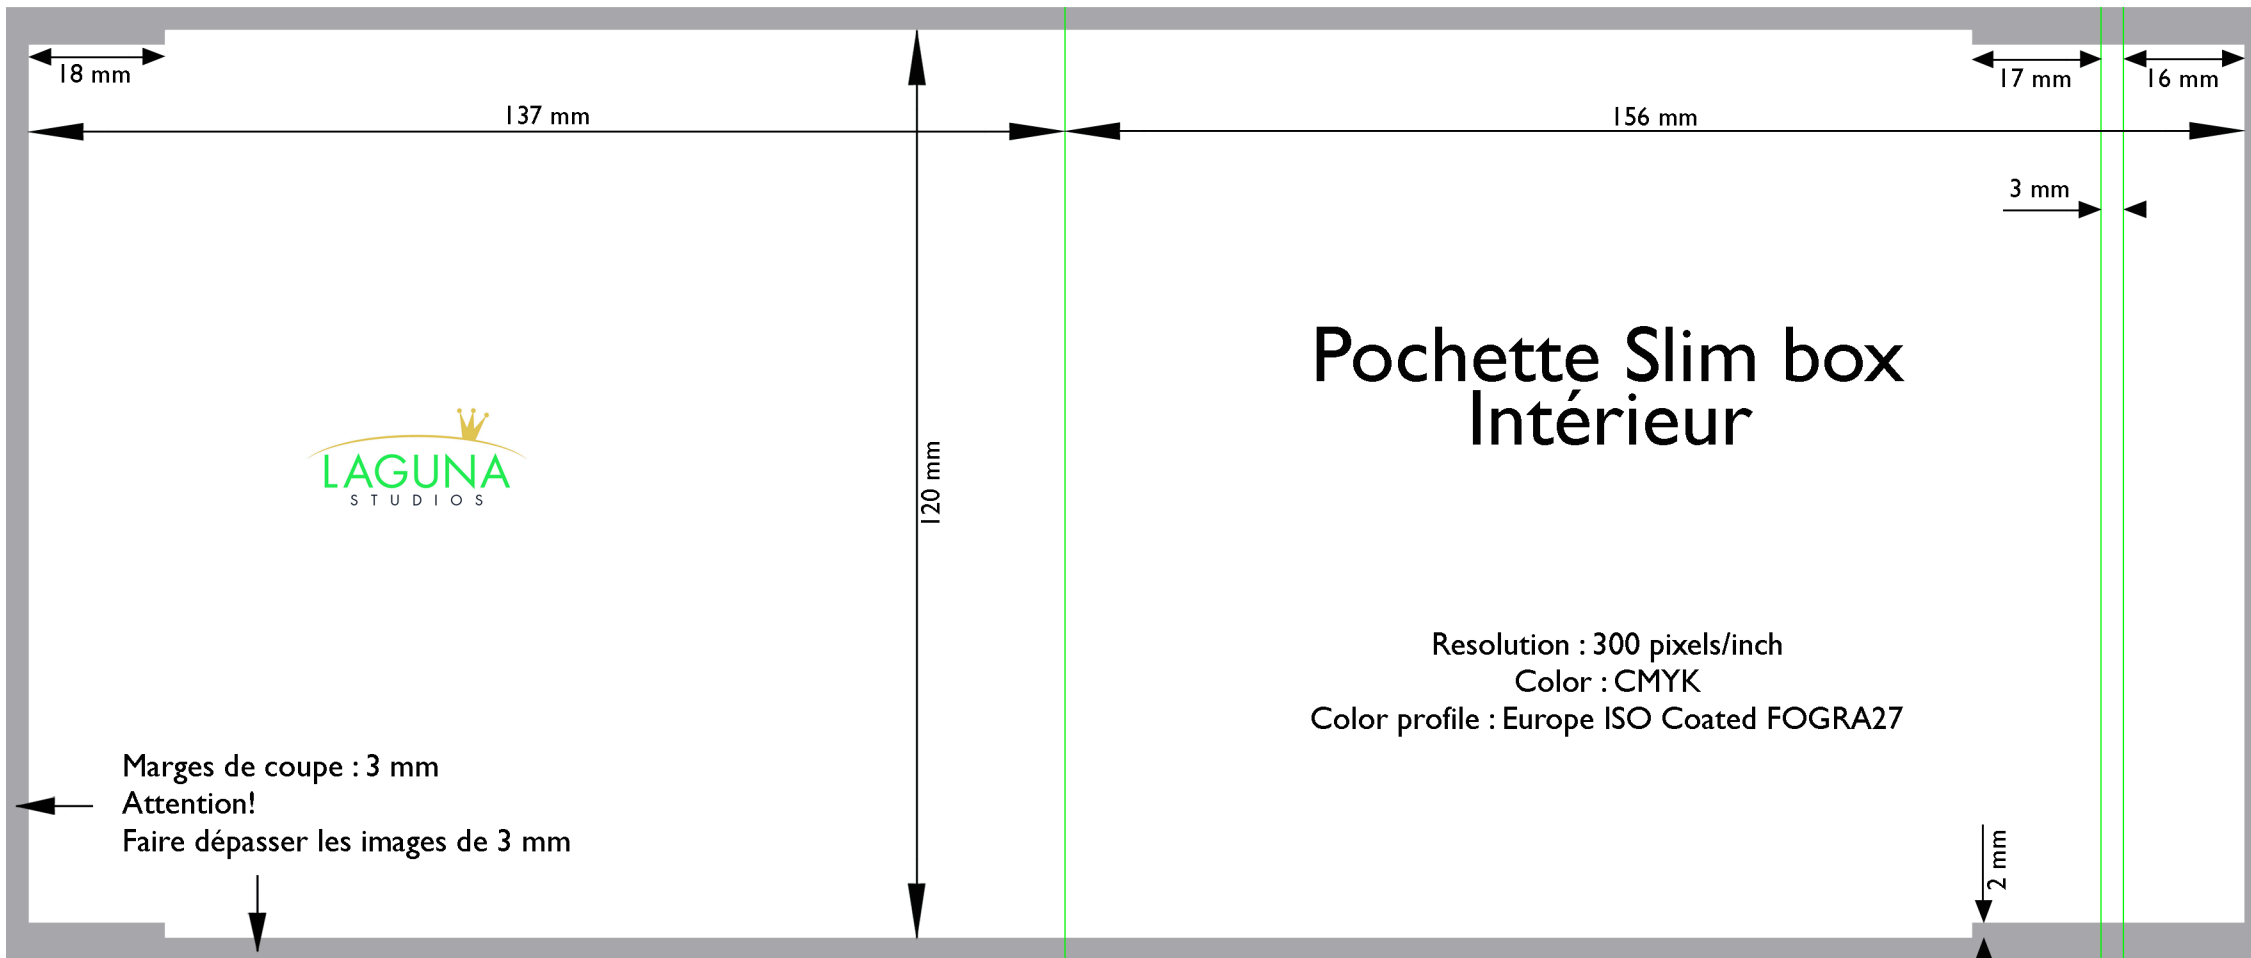 18 mm
17 mm
16 mm
137 mm
156 mm
3 mm
Pochette Slim box
Intérieur
LAGUNA
STUDIOS
120 mm
Resolution : 300 pixels/inch
Color : CMYK
Color profile : Europe ISO Coated FOGRA27
Marges de coupe : 3 mm
Attention!
Faire dépasser les images de 3 mm
2 mm